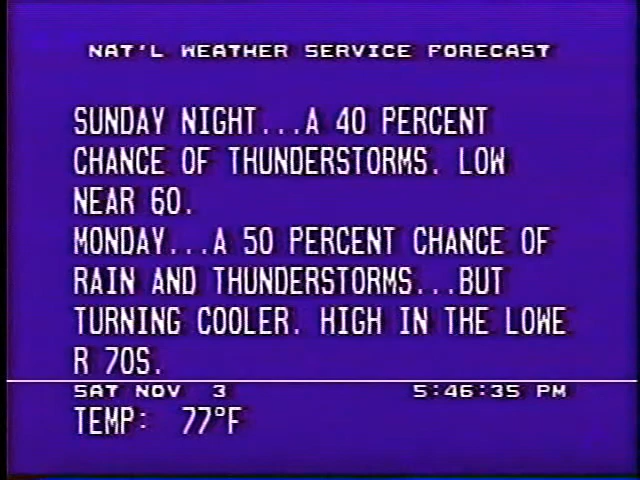 NAT'L WEATHER SERVICE FORECAST
SUNDAY NIGHT...A 40 PERCENT
CHANCE OF THUNDERSTORMS. LOW
NEAR 60.
MONDAY...A 50 PERCENT CHANCE OF
RAIN AND THUNDERSTORMS...BUT
TURNING COOLER. HIGH IN THE LOWE
R 70S.
SAT NOV 3 5:46:35 PM
TEMP: 77°F